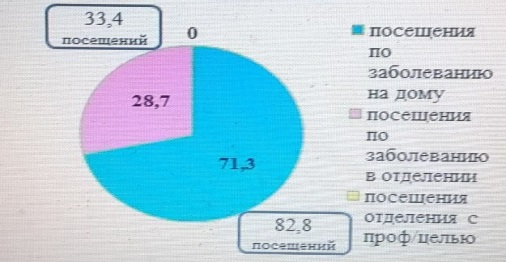 33,4
посещений
0
28,7
71,3
82,8
посещений
посещения
по
заболеванию
на дому
посещения
по
заболеванию
в отделении
посещения
отделения с
проф/целью